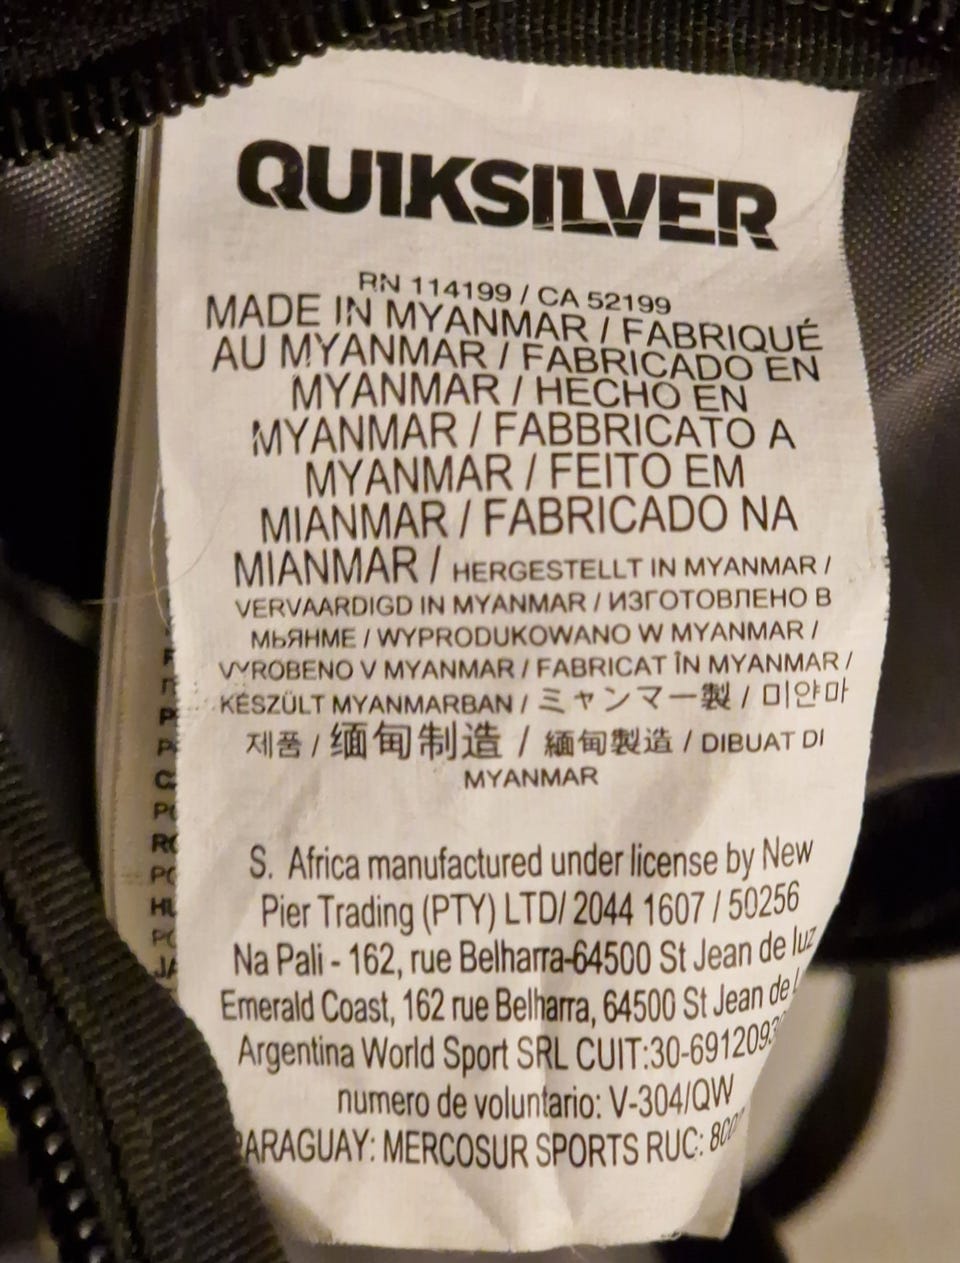 QUIKSILVER
RN 114199 / CA 52199
MADE IN MYANMAR / FABRIQUÉ
AU MYANMAR / FABRICADO EN
MYANMAR / HECHO EN
MYANMAR / FABBRICATO A
MYANMAR / FEITO EM
MIANMAR / FABRICADO NA
MIANMAR / HERGESTELLT IN MYANMAR /
VERVAARDIGD IN MYANMAR / ИЗГОТОВЛЕНО В
МЬЯНМЕ / WYPRODUKOWANO W MYANMAR /
VYROBENO V MYANMAR / FABRICAT ÎN MYANMAR /
KÉSZÜLT MYANMARBAN / ミャンマー製 / 미얀마
제품 / 缅甸制造 / 緬甸製造 / DIBUAT DI
MYANMAR
S. Africa manufactured under license by New
Pier Trading (PTY) LTD/ 2044 1607 / 50256
Na Pali - 162, rue Belharra-64500 St Jean de luz
Emerald Coast, 162 rue Belharra, 64500 St Jean de
Argentina World Sport SRL CUIT:30-6912093
numero de voluntario: V-304/QW
PARAGUAY: MERCOSUR SPORTS RUC: